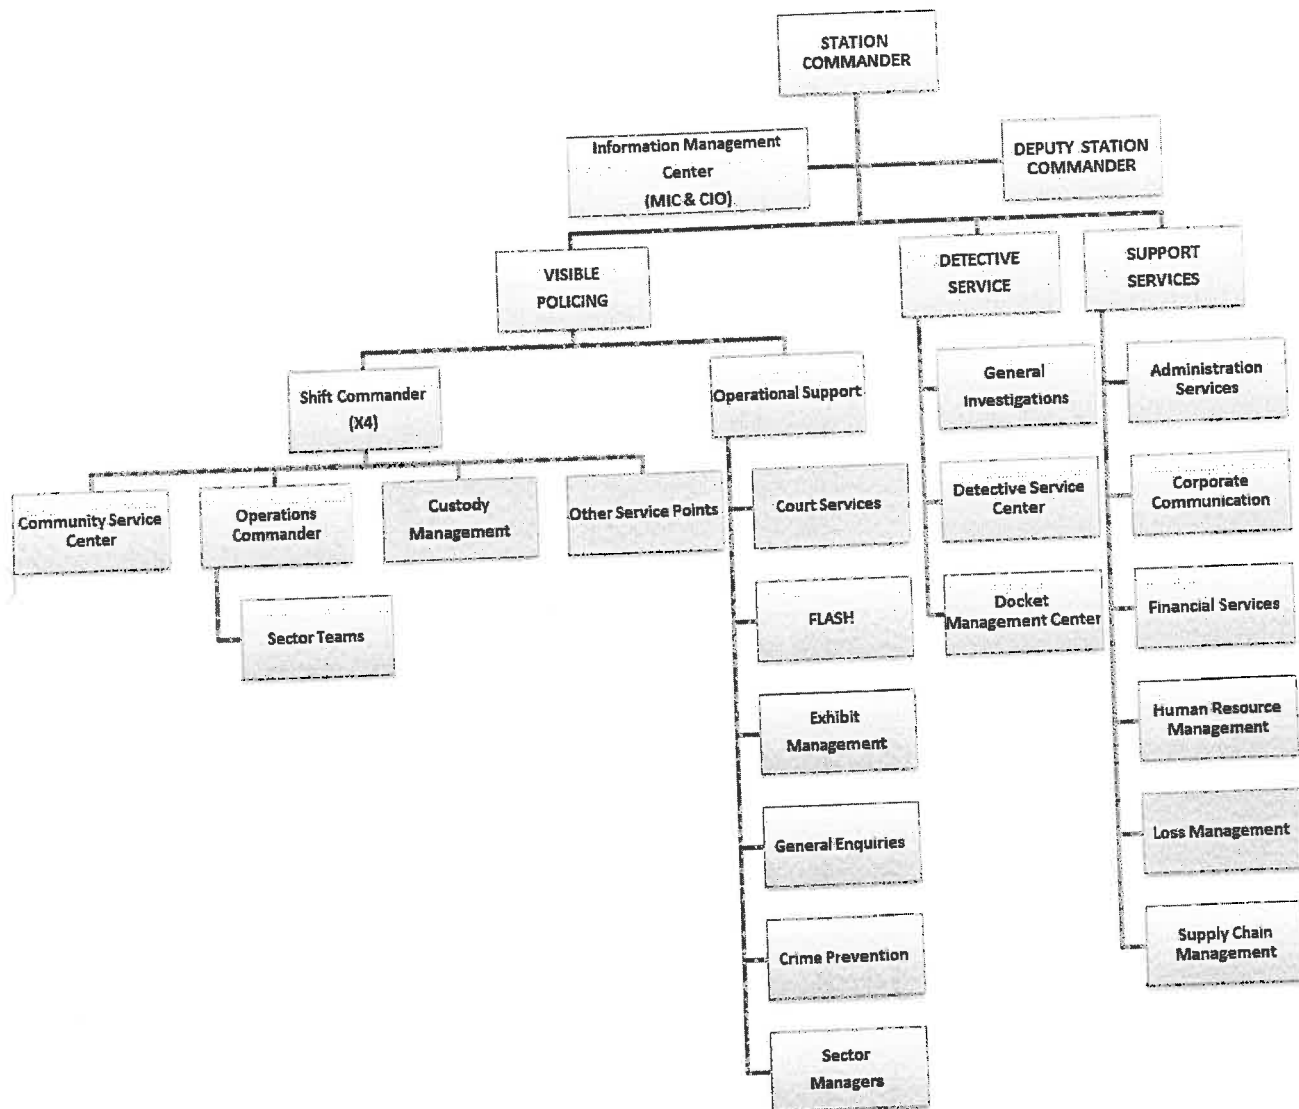 STATION
COMMANDER
Information Management
Center
(MIC & CIO)
DEPUTY STATION
COMMANDER
VISIBLE
POLICING
DETECTIVE
SERVICE
SUPPORT
SERVICES
Shift Commander
(X4)
Operational Support
General
Investigations
Administration
Services
Community Service
Center
Operations
Commander
Custody
Management
Other Service Points
Court Services
Detective Service
Center
Corporate
Communication
Sector Teams
FLASH
Docket
Management Center
Financial Services
Exhibit
Management
Human Resource
Management
General Enquiries
Loss Management
Crime Prevention
Supply Chain
Management
Sector
Managers